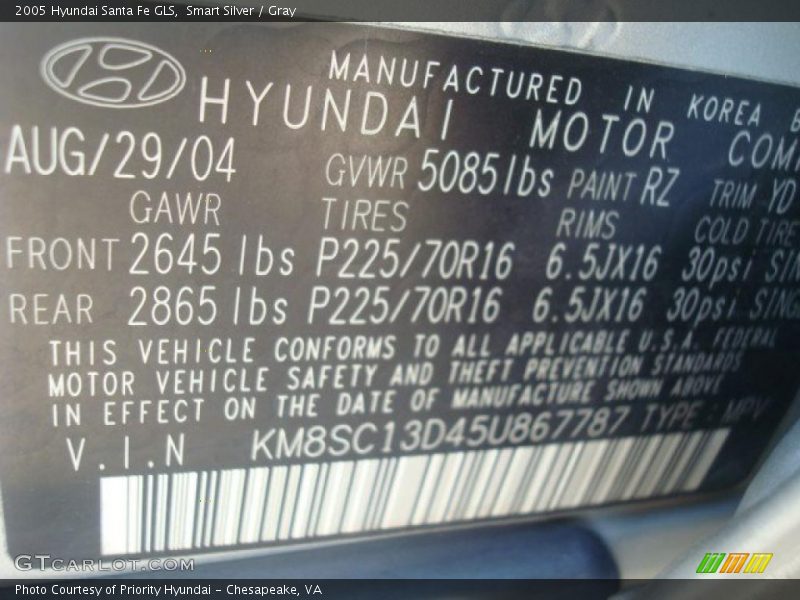 2005 Hyundai Santa Fe GLS,  Smart Silver / Gray
MANUFACTURED IN KOREA B
HYUNDAI MOTOR COMP
AUG/29/04 GVWR 5085lbs PAINT RZ TRIM YD
GAWR TIRES RIMS COLD TIRE
FRONT 2645 lbs P225/70R16 6.5JX16 30psi SIN
REAR 2865 lbs P225/70R16 6.5JX16 30psi SING
THIS VEHICLE CONFORMS TO ALL APPLICABLE U.S.A. FEDERAL
MOTOR VEHICLE SAFETY AND THEFT PREVENTION STANDARDS
IN EFFECT ON THE DATE OF MANUFACTURE SHOWN ABOVE
V.I.N KM8SC13D45U867787 TYPE : MPV
GTCarLot.com
Photo Courtesy of Priority Hyundai - Chesapeake, VA